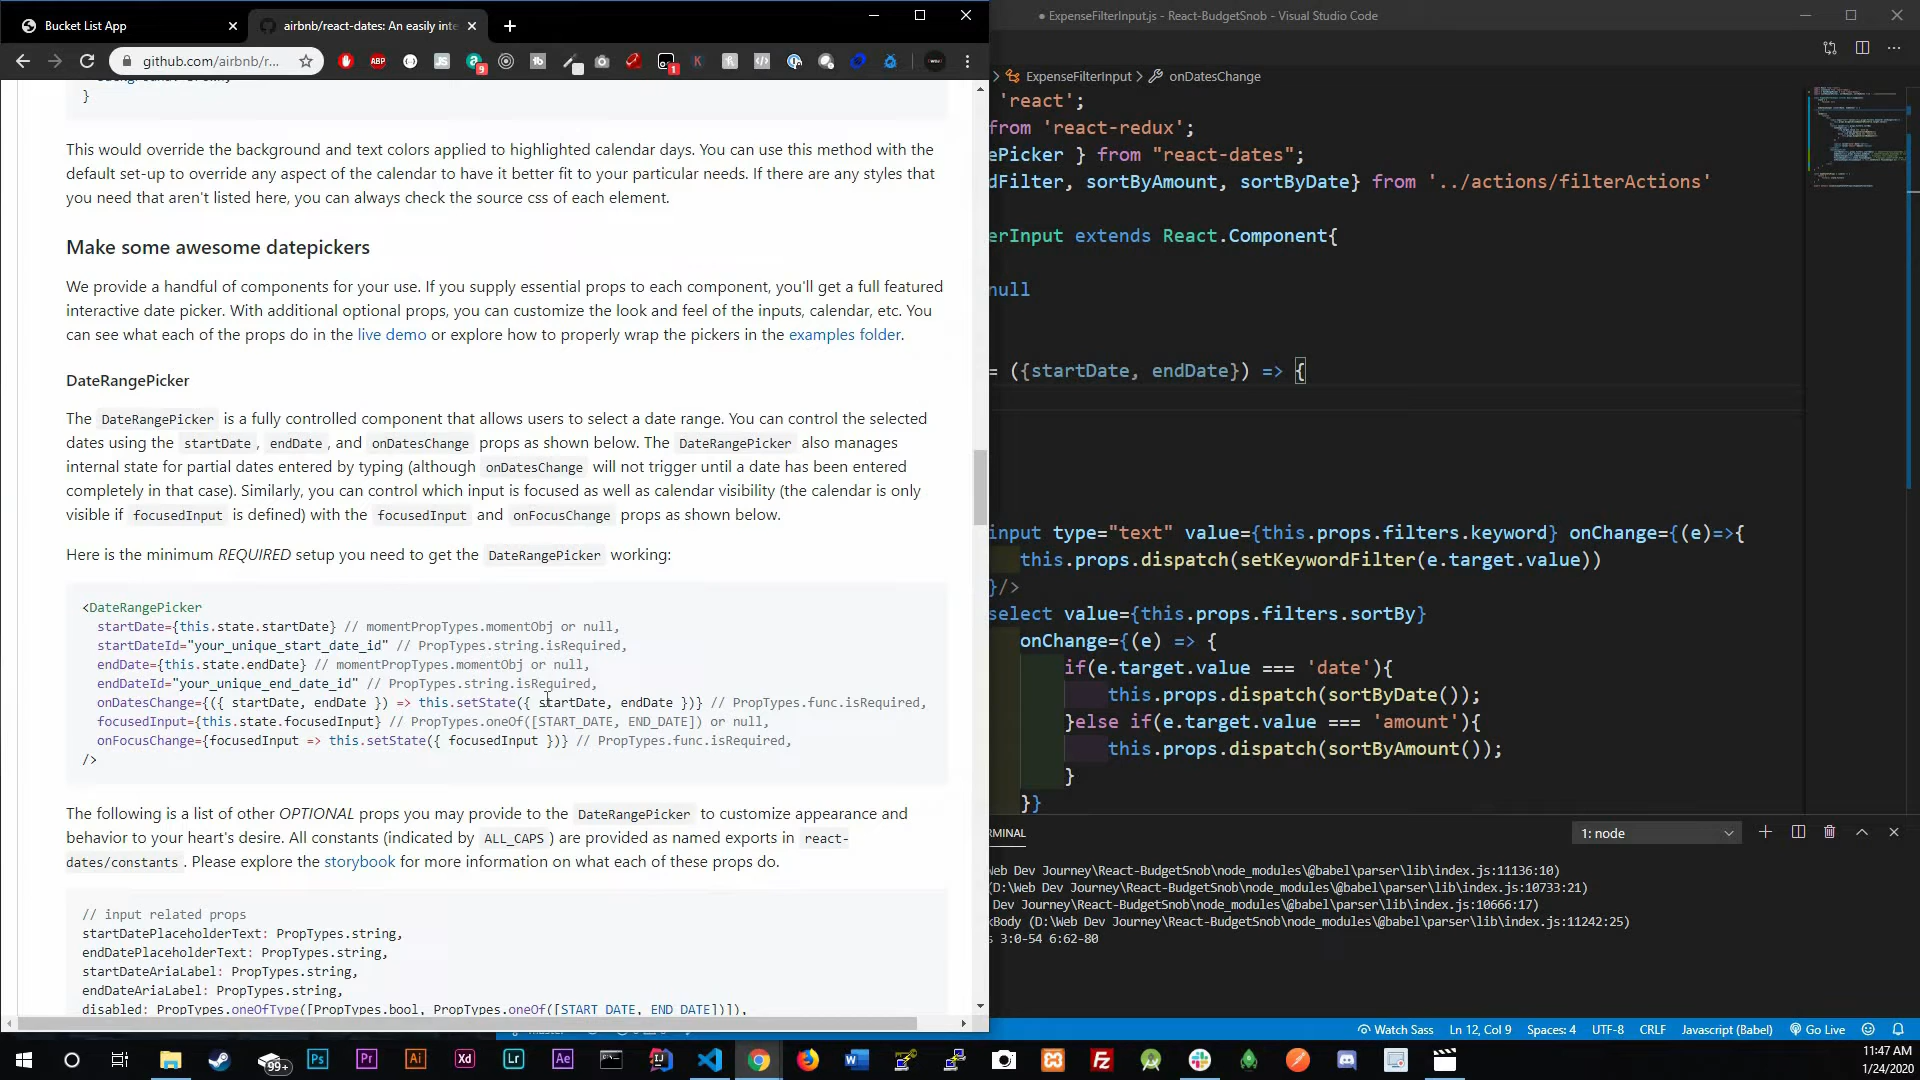 Bucket List App
airbnb/react-dates: An easily inte
ExpenseFilterInput.js - React-BudgetSnob - Visual Studio Code
github.com/airbnb/r...
ABP
JS
9
1
}
This would override the background and text colors applied to highlighted calendar days. You can use this method with the
default set-up to override any aspect of the calendar to have it better fit to your particular needs. If there are any styles that
you need that aren't listed here, you can always check the source css of each element.
Make some awesome datepickers
We provide a handful of components for your use. If you supply essential props to each component, you'll get a full featured
interactive date picker. With additional optional props, you can customize the look and feel of the inputs, calendar, etc. You
can see what each of the props do in the live demo or explore how to properly wrap the pickers in the examples folder.
DateRangePicker
The DateRangePicker is a fully controlled component that allows users to select a date range. You can control the selected
dates using the startDate , endDate , and onDatesChange props as shown below. The DateRangePicker also manages
internal state for partial dates entered by typing (although onDatesChange will not trigger until a date has been entered
completely in that case). Similarly, you can control which input is focused as well as calendar visibility (the calendar is only
visible if focusedInput is defined) with the focusedInput and onFocusChange props as shown below.
Here is the minimum REQUIRED setup you need to get the DateRangePicker working:
<DateRangePicker
startDate={this.state.startDate} // momentPropTypes.momentObj or null,
startDateId="your_unique_start_date_id" // PropTypes.string.isRequired,
endDate={this.state.endDate} // momentPropTypes.momentObj or null,
endDateId="your_unique_end_date_id" // PropTypes.string.isRequired,
onDatesChange={({ startDate, endDate }) => this.setState({ startDate, endDate })} // PropTypes.func.isRequired,
focusedInput={this.state.focusedInput} // PropTypes.oneOf([START_DATE, END_DATE]) or null,
onFocusChange={focusedInput => this.setState({ focusedInput })} // PropTypes.func.isRequired,
/>
The following is a list of other OPTIONAL props you may provide to the DateRangePicker to customize appearance and
behavior to your heart's desire. All constants (indicated by ALL_CAPS ) are provided as named exports in react-
dates/constants . Please explore the storybook for more information on what each of these props do.
// input related props
startDatePlaceholderText: PropTypes.string,
endDatePlaceholderText: PropTypes.string,
startDateAriaLabel: PropTypes.string,
endDateAriaLabel: PropTypes.string,
disabled: PropTypes.oneOfType([PropTypes.bool, PropTypes.oneOf([START_DATE, END_DATE])]),
ExpenseFilterInput > onDatesChange
'react';
from 'react-redux';
ePicker } from "react-dates";
dFilter, sortByAmount, sortByDate} from '../actions/filterActions'
erInput extends React.Component{
null
= ({startDate, endDate}) => {
input type="text" value={this.props.filters.keyword} onChange={(e)=>{
this.props.dispatch(setKeywordFilter(e.target.value))
}/>
select value={this.props.filters.sortBy}
onChange={(e) => {
if(e.target.value === 'date'){
this.props.dispatch(sortByDate());
}else if(e.target.value === 'amount'){
this.props.dispatch(sortByAmount());
}
}}
RMINAL
1: node
Web Dev Journey\React-BudgetSnob\node_modules\@babel\parser\lib\index.js:11136:10)
(D:\Web Dev Journey\React-BudgetSnob\node_modules\@babel\parser\lib\index.js:10733:21)
Dev Journey\React-BudgetSnob\node_modules\@babel\parser\lib\index.js:10666:17)
kBody (D:\Web Dev Journey\React-BudgetSnob\node_modules\@babel\parser\lib\index.js:11242:25)
s 3:0-54 6:62-80
Watch Sass
Ln 12, Col 9
Spaces: 4
UTF-8
CRLF
Javascript (Babel)
Go Live
99+
Ps
Pr
Ai
Xd
Lr
Ae
11:47 AM
1/24/2020